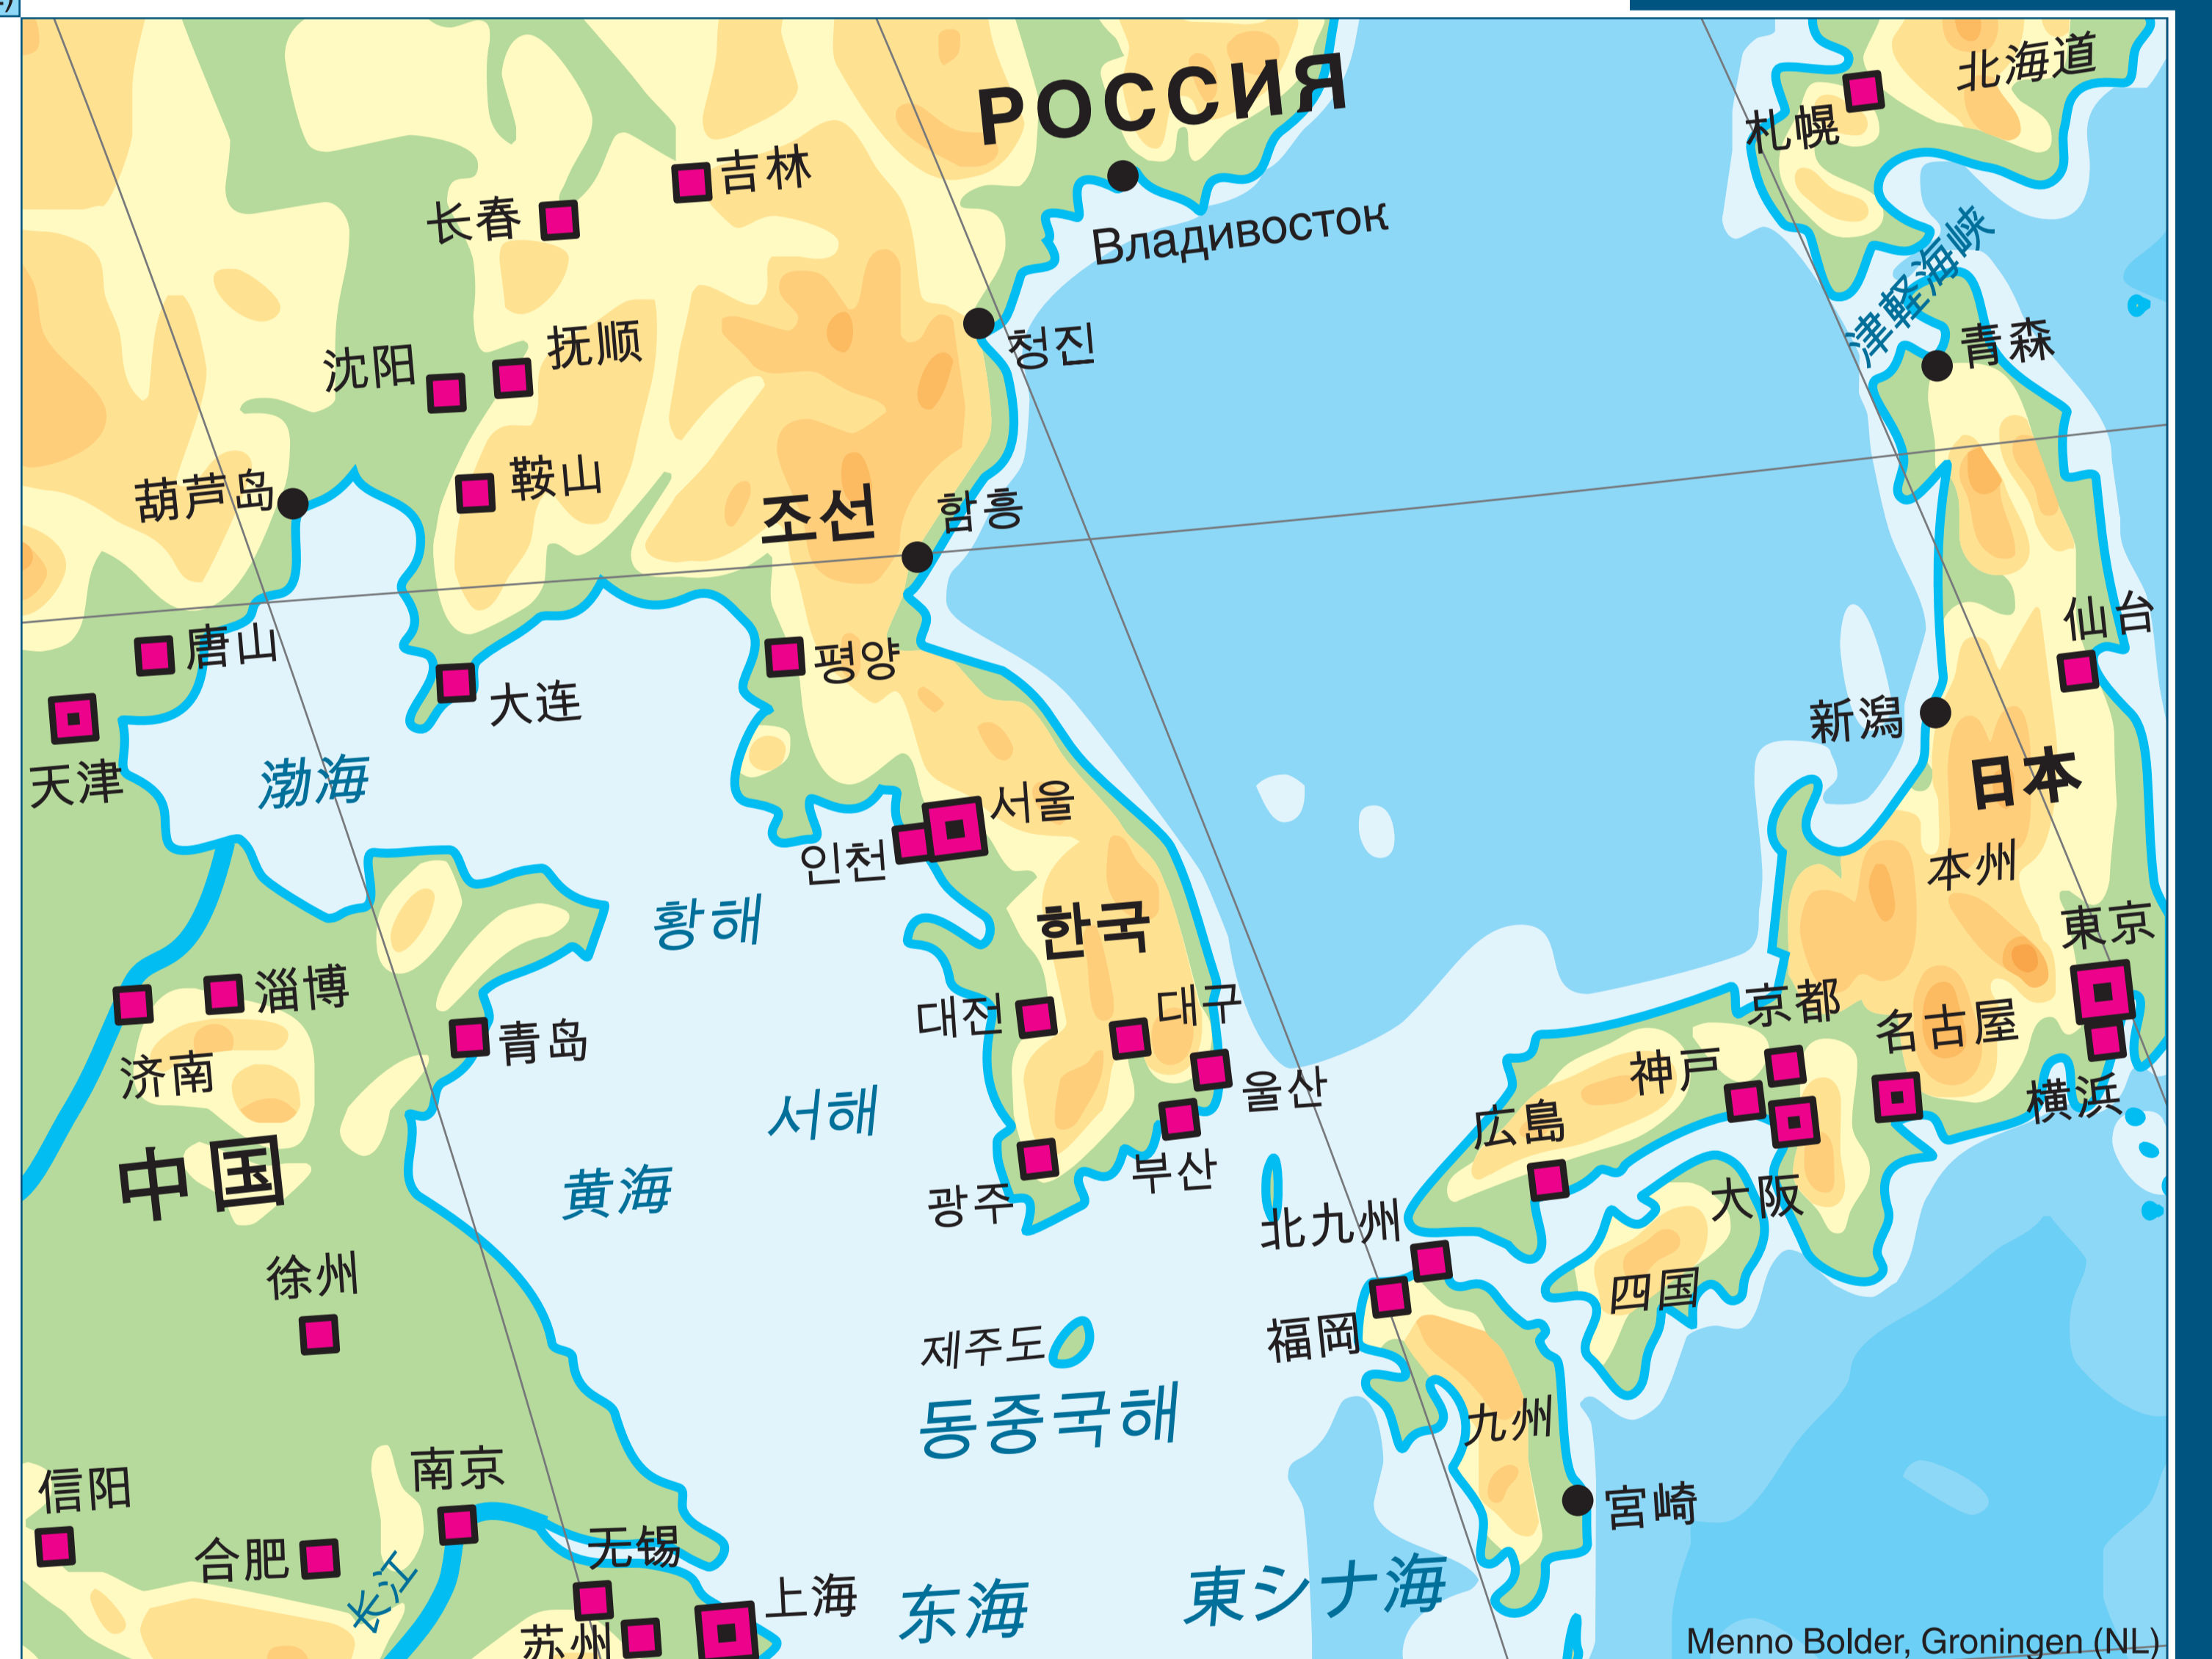 РОССИЯ
北海道
札幌
吉林
长春
Владивосток
津軽海峡
青森
청진
抚顺
沈阳
鞍山
葫芦岛
조선
함흥
仙台
唐山
평양
大连
新潟
天津
渤海
日本
서울
인천
本州
황해
한국
東京
淄博
대전
대구
京都
名古屋
青岛
济南
神戸
울산
横浜
서해
広島
中国
黄海
부산
광주
大阪
北九州
徐州
四国
제주도
福岡
동중국해
九州
南京
信阳
宮崎
无锡
合肥
长江
上海
东海
東シナ海
苏州
Menno Bolder, Groningen (NL)